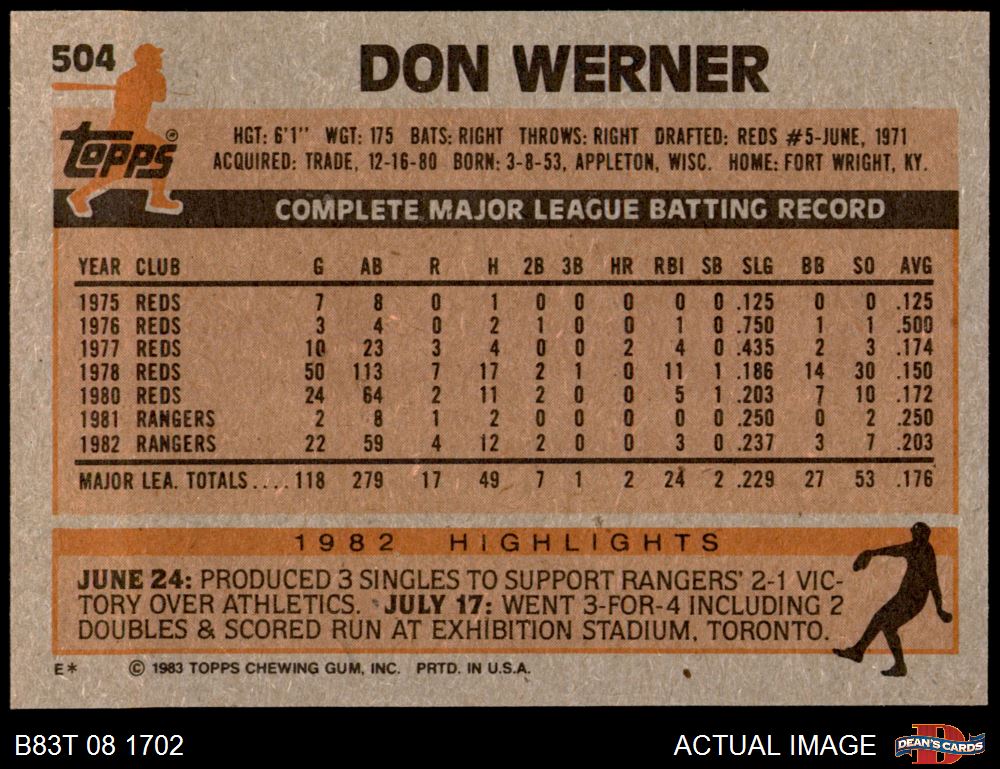 504
DON WERNER
topps®
HGT: 6'1" WGT: 175 BATS: RIGHT THROWS: RIGHT DRAFTED: REDS #5-JUNE, 1971
ACQUIRED: TRADE, 12-16-80 BORN: 3-8-53, APPLETON, WISC. HOME: FORT WRIGHT, KY.
COMPLETE MAJOR LEAGUE BATTING RECORD
YEAR CLUB G AB R H 2B 3B HR RBI SB SLG BB SO AVG
1975 REDS 7 8 0 1 0 0 0 0 0 .125 0 0 .125
1976 REDS 3 4 0 2 1 0 0 1 0 .750 1 1 .500
1977 REDS 10 23 3 4 0 0 2 4 0 .435 2 3 .174
1978 REDS 50 113 7 17 2 1 0 11 1 .186 14 30 .150
1980 REDS 24 64 2 11 2 0 0 5 1 .203 7 10 .172
1981 RANGERS 2 8 1 2 0 0 0 0 0 .250 0 2 .250
1982 RANGERS 22 59 4 12 2 0 0 3 0 .237 3 7 .203
MAJOR LEA. TOTALS....118 279 17 49 7 1 2 24 2 .229 27 53 .176
1982 HIGHLIGHTS
JUNE 24: PRODUCED 3 SINGLES TO SUPPORT RANGERS' 2-1 VIC-
TORY OVER ATHLETICS. JULY 17: WENT 3-FOR-4 INCLUDING 2
DOUBLES & SCORED RUN AT EXHIBITION STADIUM, TORONTO.
E* © 1983 TOPPS CHEWING GUM, INC. PRTD. IN U.S.A.
B83T 08 1702 ACTUAL IMAGE DEAN'S CARDS